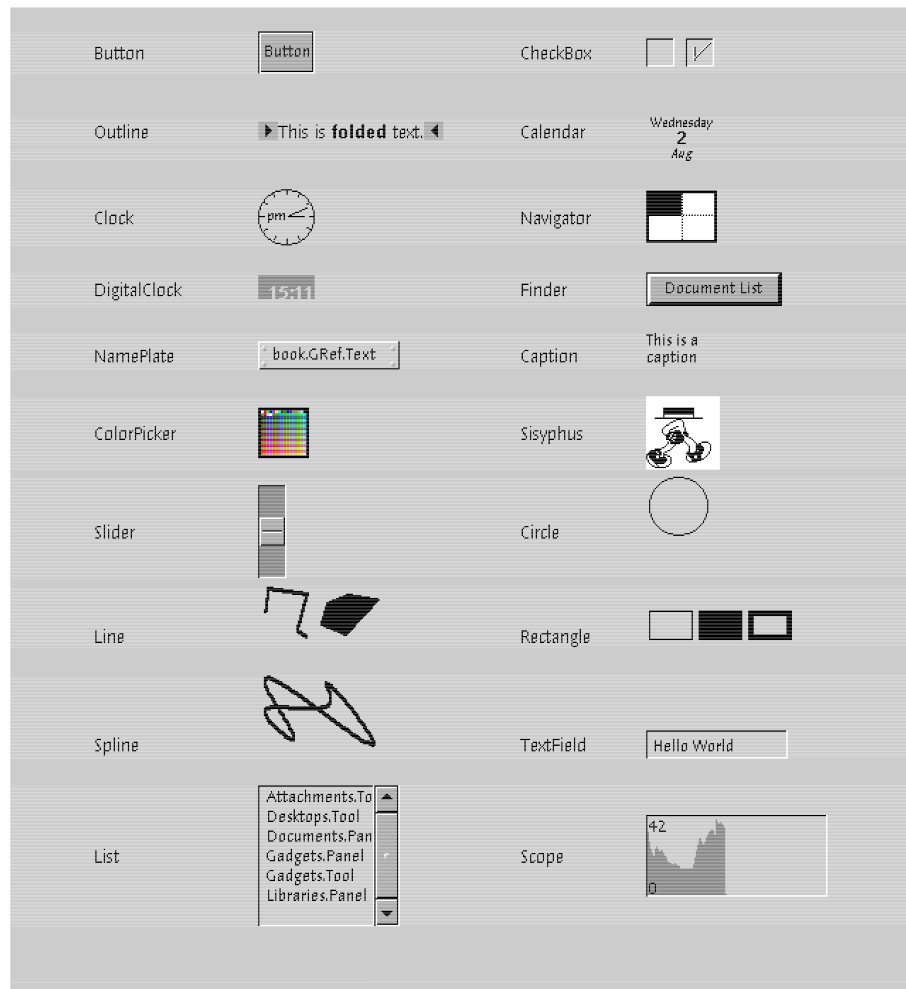 Button
Button
CheckBox
Outline
This is folded text.
Calendar
Wednesday
2
Aug
Clock
pm
Navigator
DigitalClock
15:11
Finder
Document List
NamePlate
book.GRef.Text
Caption
This is a
caption
ColorPicker
Sisyphus
Slider
Circle
Line
Rectangle
Spline
TextField
Hello World
List
Attachments.To
Desktops.Tool
Documents.Pan
Gadgets.Panel
Gadgets.Tool
Libraries.Panel
Scope
42
0